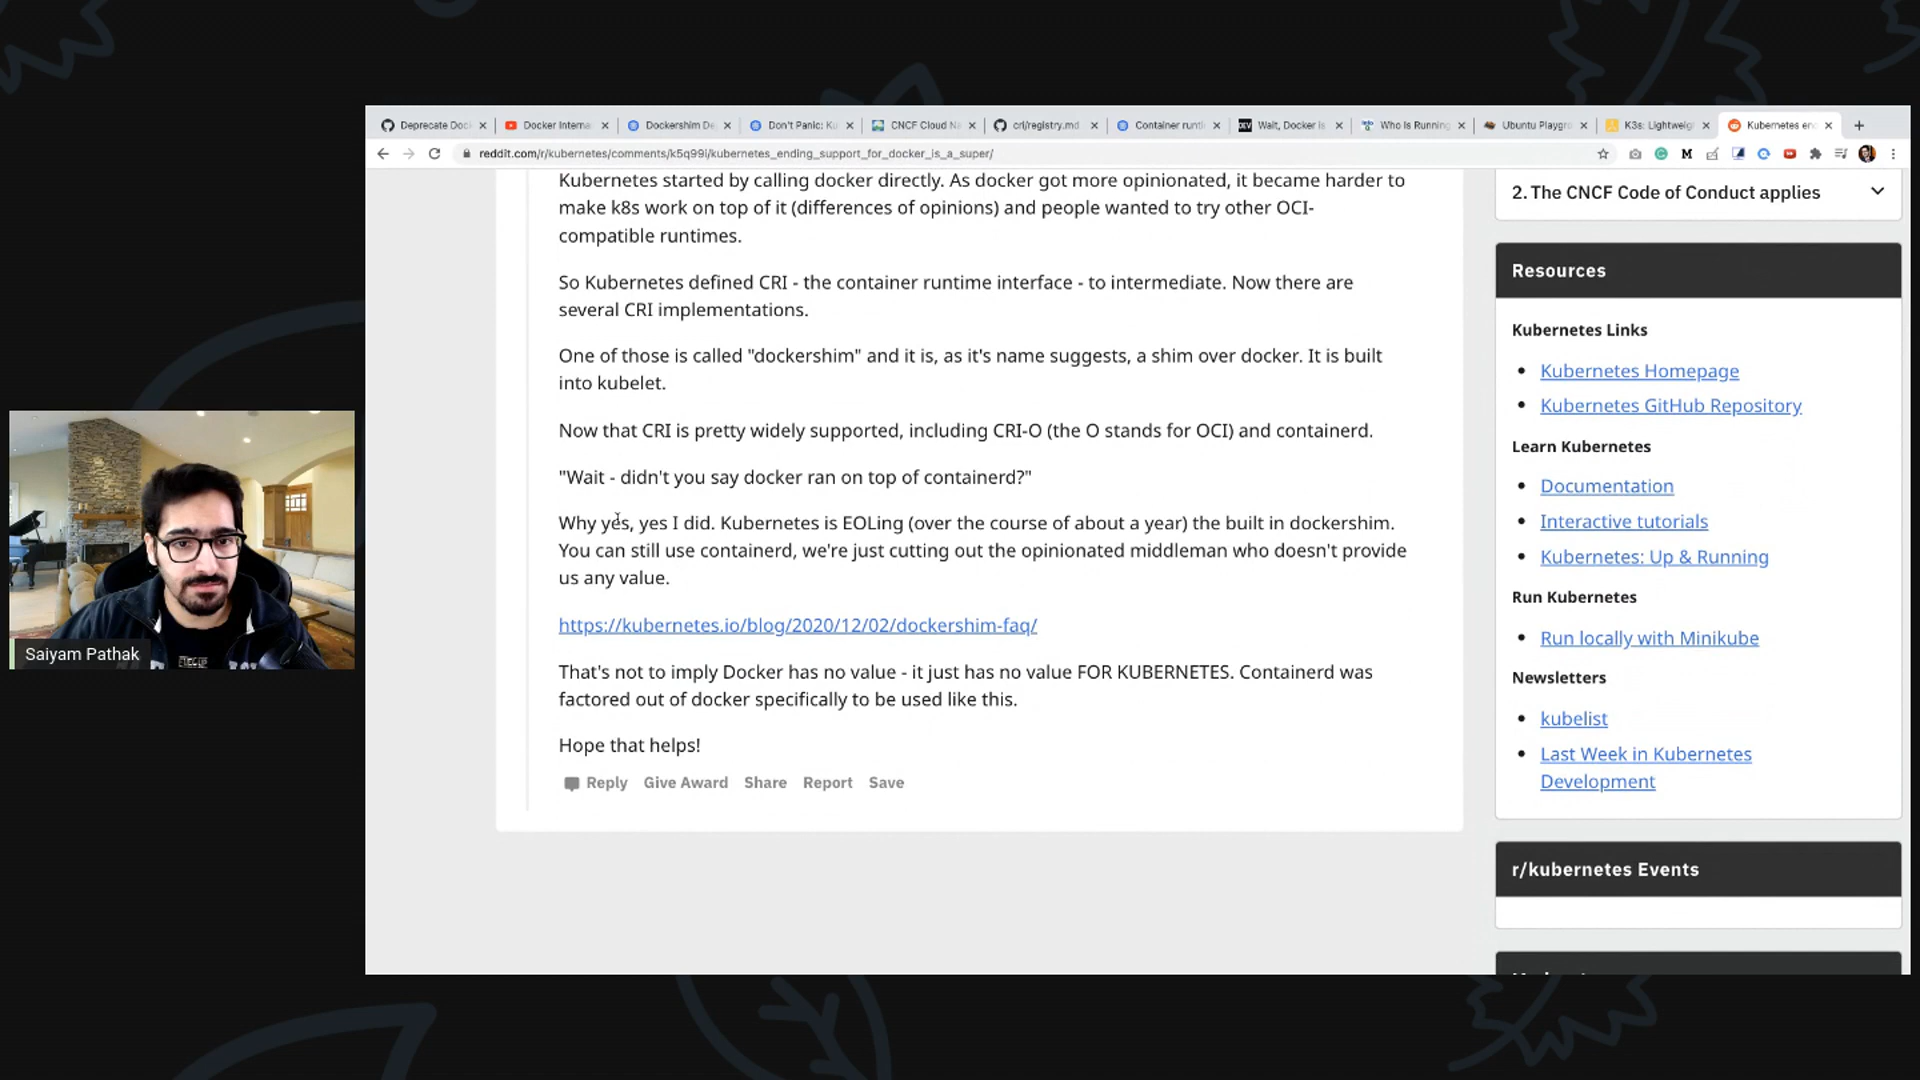 Deprecate Doc
Docker Interna
Dockershim De
Don't Panic: Ku
CNCF Cloud Na
cri/registry.md
Container runti
Wait, Docker is
Who Is Running
Ubuntu Playgro
K3s: Lightweigh
Kubernetes end
reddit.com/r/kubernetes/comments/k5q99i/kubernetes_ending_support_for_docker_is_a_super/
Kubernetes started by calling docker directly. As docker got more opinionated, it became harder to
make k8s work on top of it (differences of opinions) and people wanted to try other OCI-
compatible runtimes.
So Kubernetes defined CRI - the container runtime interface - to intermediate. Now there are
several CRI implementations.
One of those is called "dockershim" and it is, as it's name suggests, a shim over docker. It is built
into kubelet.
Now that CRI is pretty widely supported, including CRI-O (the O stands for OCI) and containerd.
"Wait - didn't you say docker ran on top of containerd?"
Why yes, yes I did. Kubernetes is EOLing (over the course of about a year) the built in dockershim.
You can still use containerd, we're just cutting out the opinionated middleman who doesn't provide
us any value.
https://kubernetes.io/blog/2020/12/02/dockershim-faq/
That's not to imply Docker has no value - it just has no value FOR KUBERNETES. Containerd was
factored out of docker specifically to be used like this.
Hope that helps!
Reply Give Award Share Report Save
2. The CNCF Code of Conduct applies
Resources
Kubernetes Links
Kubernetes Homepage
Kubernetes GitHub Repository
Learn Kubernetes
Documentation
Interactive tutorials
Kubernetes: Up & Running
Run Kubernetes
Run locally with Minikube
Newsletters
kubelist
Last Week in Kubernetes
Development
r/kubernetes Events
Saiyam Pathak